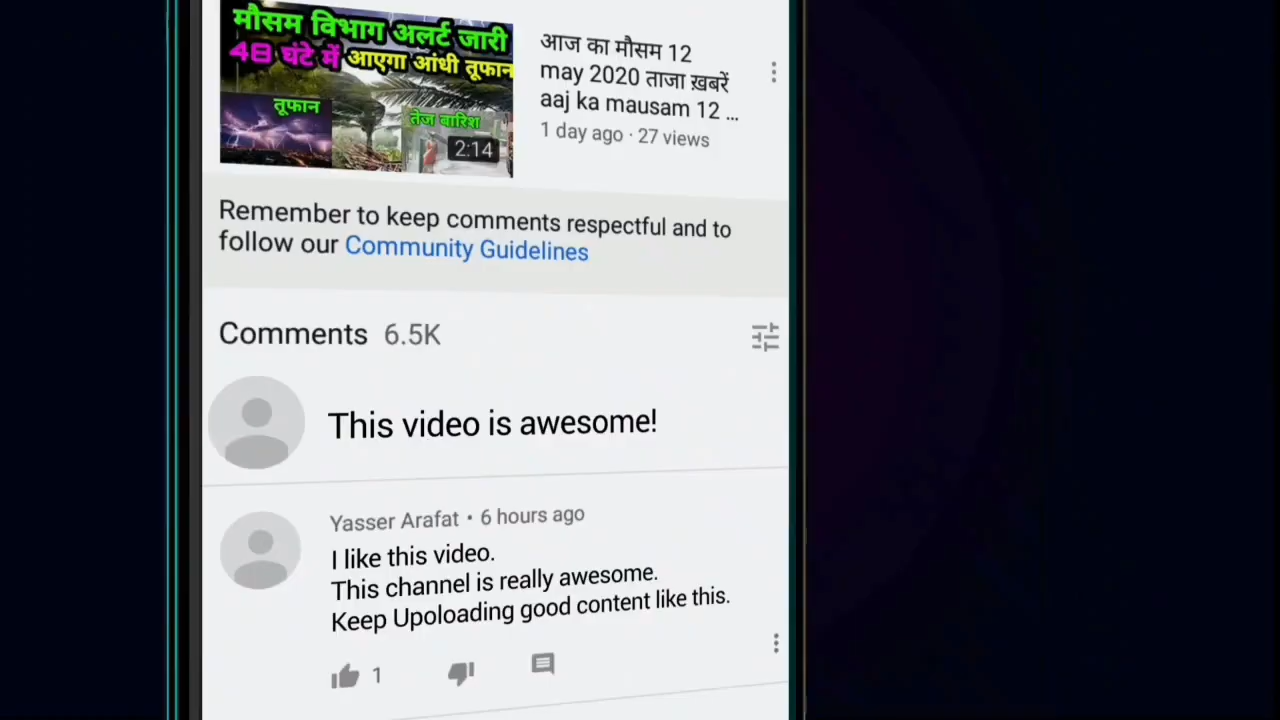 मौसम विभाग अलर्ट जारी
48 घंटे में आएगा आंधी तूफान
तूफान
तेज बारिश
2:14
आज का मौसम 12
may 2020 ताजा ख़बरें
aaj ka mausam 12 ...
1 day ago · 27 views
Remember to keep comments respectful and to
follow our Community Guidelines
Comments 6.5K
This video is awesome!
Yasser Arafat • 6 hours ago
I like this video.
This channel is really awesome.
Keep Upoloading good content like this.
1